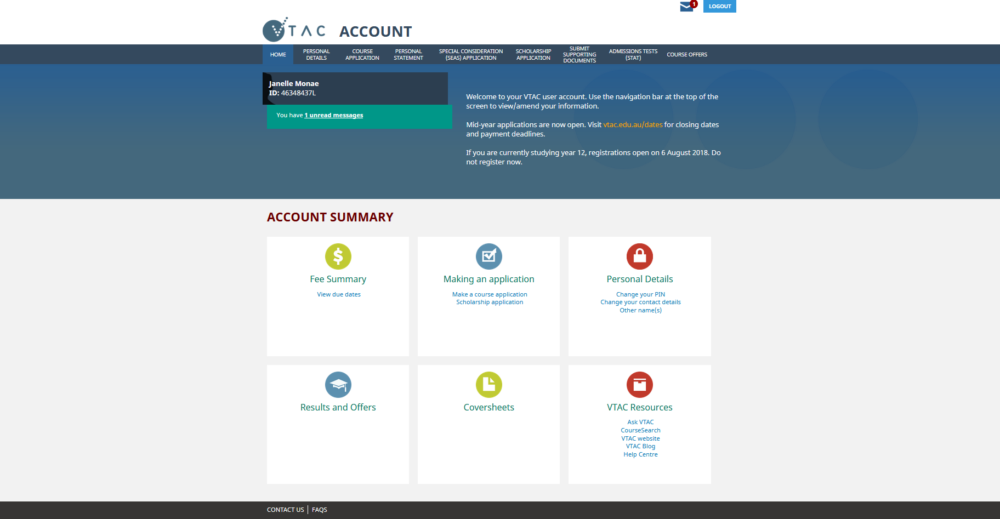 1
LOGOUT
VTAC ACCOUNT
HOME
PERSONAL
DETAILS
COURSE
APPLICATION
PERSONAL
STATEMENT
SPECIAL CONSIDERATION
(SEAS) APPLICATION
SCHOLARSHIP
APPLICATION
SUBMIT
SUPPORTING
DOCUMENTS
ADMISSIONS TESTS
(STAT)
COURSE OFFERS
Janelle Monae
ID: 46348437L
You have 1 unread messages
Welcome to your VTAC user account. Use the navigation bar at the top of the
screen to view/amend your information.
Mid-year applications are now open. Visit vtac.edu.au/dates for closing dates
and payment deadlines.
If you are currently studying year 12, registrations open on 6 August 2018. Do
not register now.
ACCOUNT SUMMARY
$
Fee Summary
View due dates
Making an application
Make a course application
Scholarship application
Personal Details
Change your PIN
Change your contact details
Other name(s)
Results and Offers
Coversheets
VTAC Resources
Ask VTAC
CourseSearch
VTAC website
VTAC Blog
Help Centre
CONTACT US
FAQS